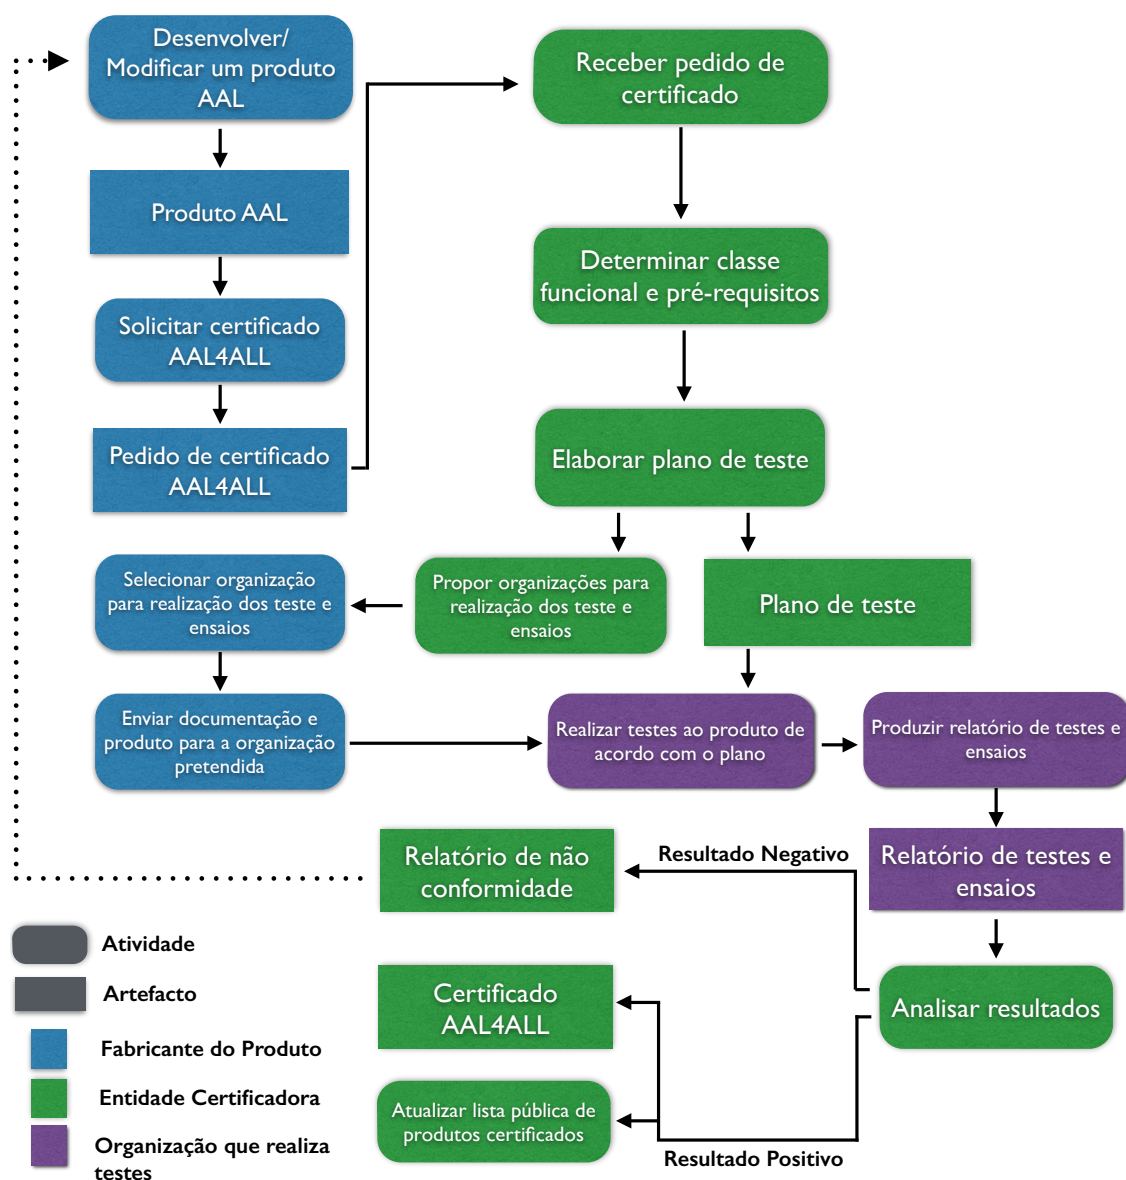 Desenvolver/
Modificar um produto
AAL
Receber pedido de
certificado
Produto AAL
Determinar classe
funcional e pré-requisitos
Solicitar certificado
AAL4ALL
Pedido de certificado
AAL4ALL
Elaborar plano de teste
Selecionar organização
para realização dos teste e
ensaios
Propor organizações para
realização dos teste e
ensaios
Plano de teste
Enviar documentação e
produto para a organização
pretendida
Realizar testes ao produto de
acordo com o plano
Produzir relatório de testes e
ensaios
Relatório de não
conformidade
Resultado Negativo
Relatório de testes e
ensaios
Atividade
Artefacto
Certificado
AAL4ALL
Analisar resultados
Fabricante do Produto
Entidade Certificadora
Atualizar lista pública de
produtos certificados
Resultado Positivo
Organização que realiza
testes